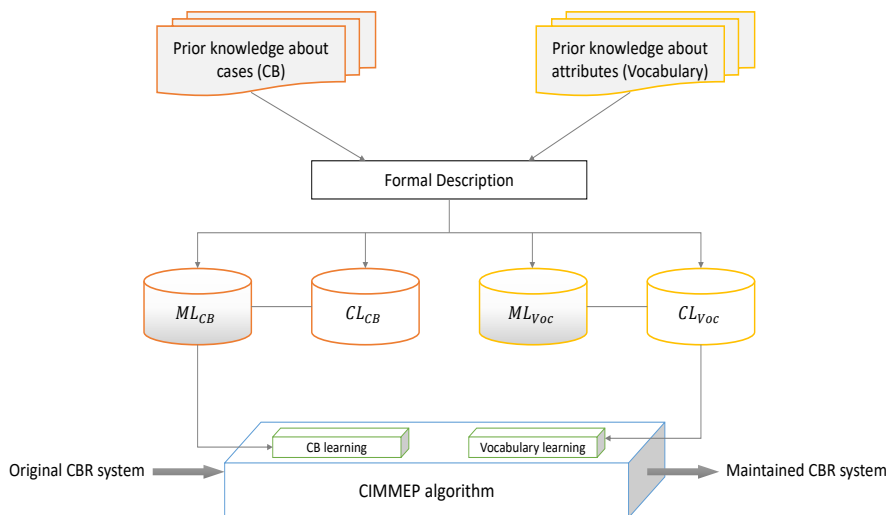 Prior knowledge about
cases (CB)
Prior knowledge about
attributes (Vocabulary)
Formal Description
ML_CB
CL_CB
ML_Voc
CL_Voc
CB learning
Vocabulary learning
Original CBR system
Maintained CBR system
CIMMEP algorithm